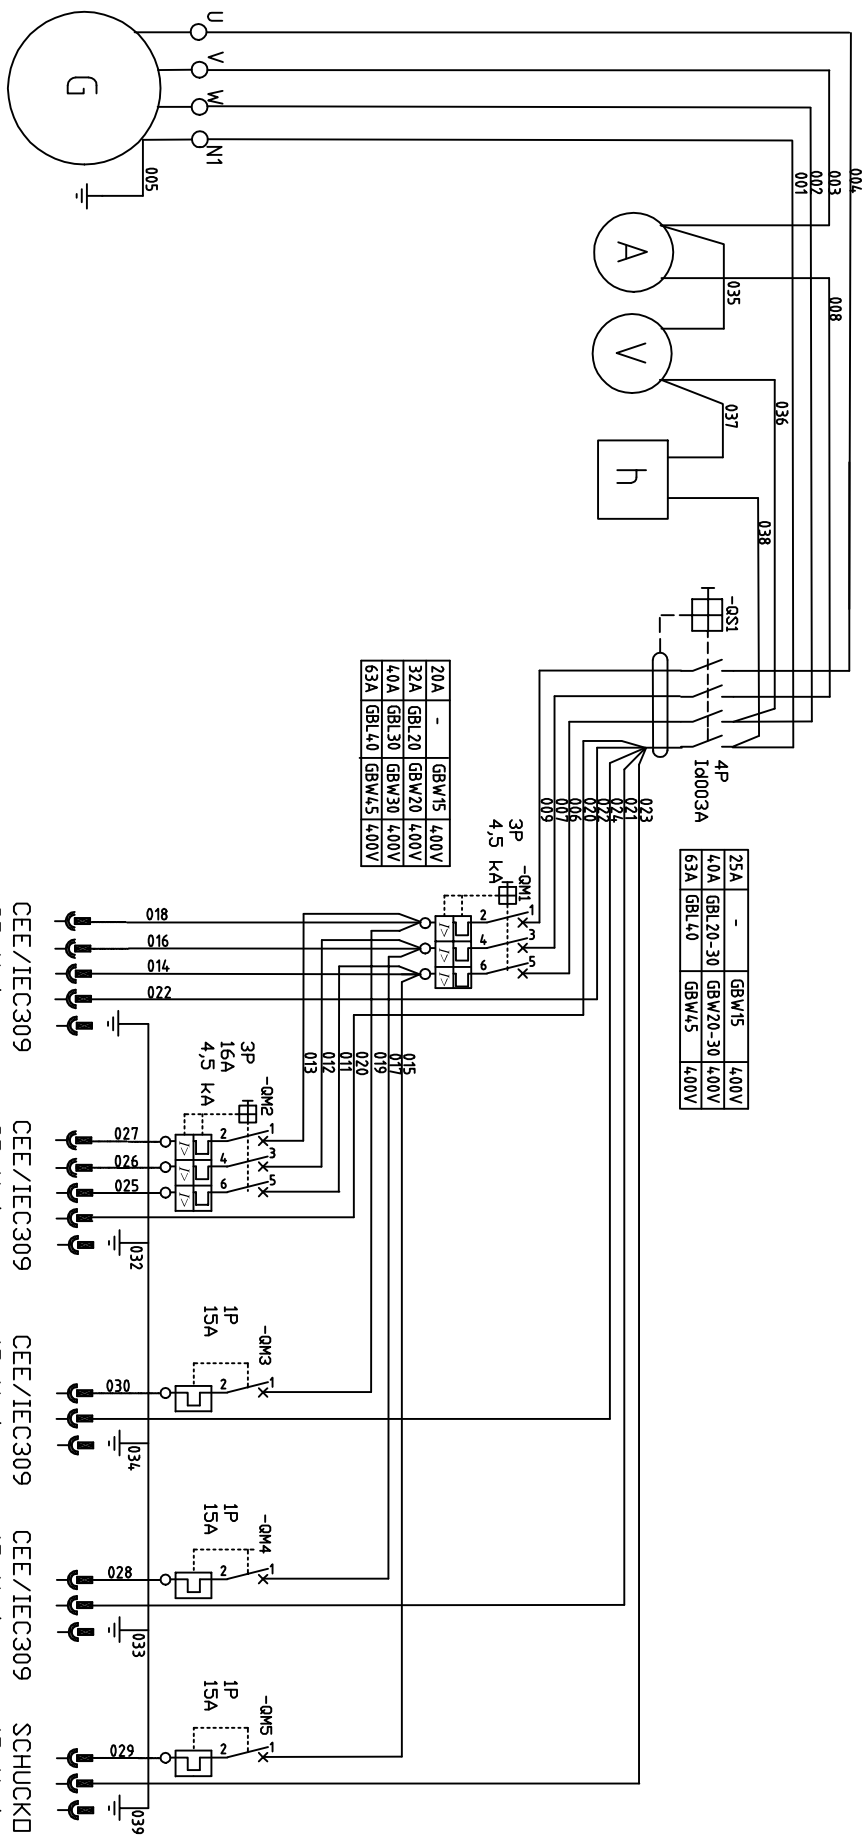 U
V
W
N1
G
005
004
003
002
001
A
035
008
V
037
036
h
038
-QS1
4P
Id003A
25A - GBW15 400V
40A GBL20-30 GBW20-30 400V
63A GBL40 GBW45 400V
20A - GBW15 400V
32A GBL20 GBW20 400V
40A GBL30 GBW30 400V
63A GBL40 GBW45 400V
023
021
024
022
020
006
007
009
-QM1
3P
4,5 kA
1
3
5
2
4
6
I>
I>
I>
018
016
014
022
015
017
019
020
011
012
013
-QM2
3P
16A
4,5 kA
1
3
5
2
4
6
I>
I>
I>
027
026
025
032
-QM3
1P
15A
1
2
030
034
-QM4
1P
15A
1
2
028
033
-QM5
1P
15A
1
2
029
039
CEE/IEC309
CEE/IEC309
CEE/IEC309
CEE/IEC309
SCHUCKO